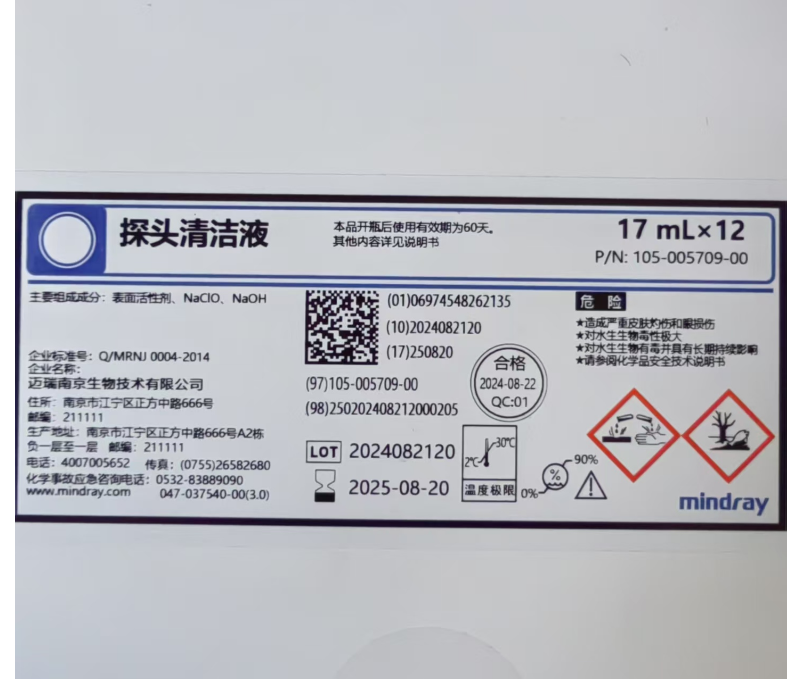 探头清洁液
本品开瓶后使用有效期为60天。
其他内容详见说明书
17 mL×12
P/N: 105-005709-00
主要组成成分：表面活性剂、NaClO、NaOH
企业标准号：Q/MRNJ 0004-2014
企业名称：
迈瑞南京生物技术有限公司
住所：南京市江宁区正方中路666号
邮编：211111
生产地址：南京市江宁区正方中路666号A2栋
负一层至一层 邮编：211111
电话：4007005652 传真：(0755)26582680
化学事故应急咨询电话：0532-83889090
www.mindray.com 047-037540-00(3.0)
(01)06974548262135
(10)2024082120
(17)250820
(97)105-005709-00
(98)250202408212000205
合格
2024-08-22
QC:01
LOT 2024082120
2025-08-20
30℃
2℃
温度极限
90%
%
0%
危 险
★造成严重皮肤灼伤和眼损伤
★对水生生物毒性极大
★对水生生物有毒并具有长期持续影响
★请参阅化学品安全技术说明书
mindray